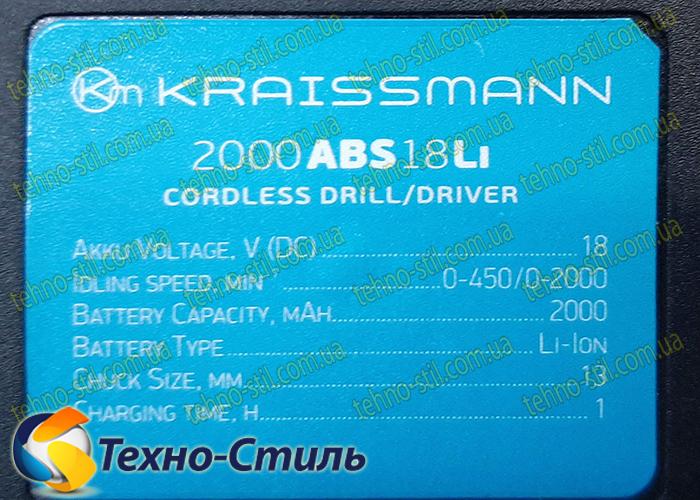 Km KRAISSMANN
2000 ABS 18 Li
CORDLESS DRILL/DRIVER
AKKU VOLTAGE, V (DC) 18
IDLING SPEED, MIN 0-450/0-2000
BATTERY CAPACITY, MAH 2000
BATTERY TYPE LI-ION
CHUCK SIZE, MM 13
CHARGING TIME, H 1
Техно-Стиль
tehno-stil.com.ua